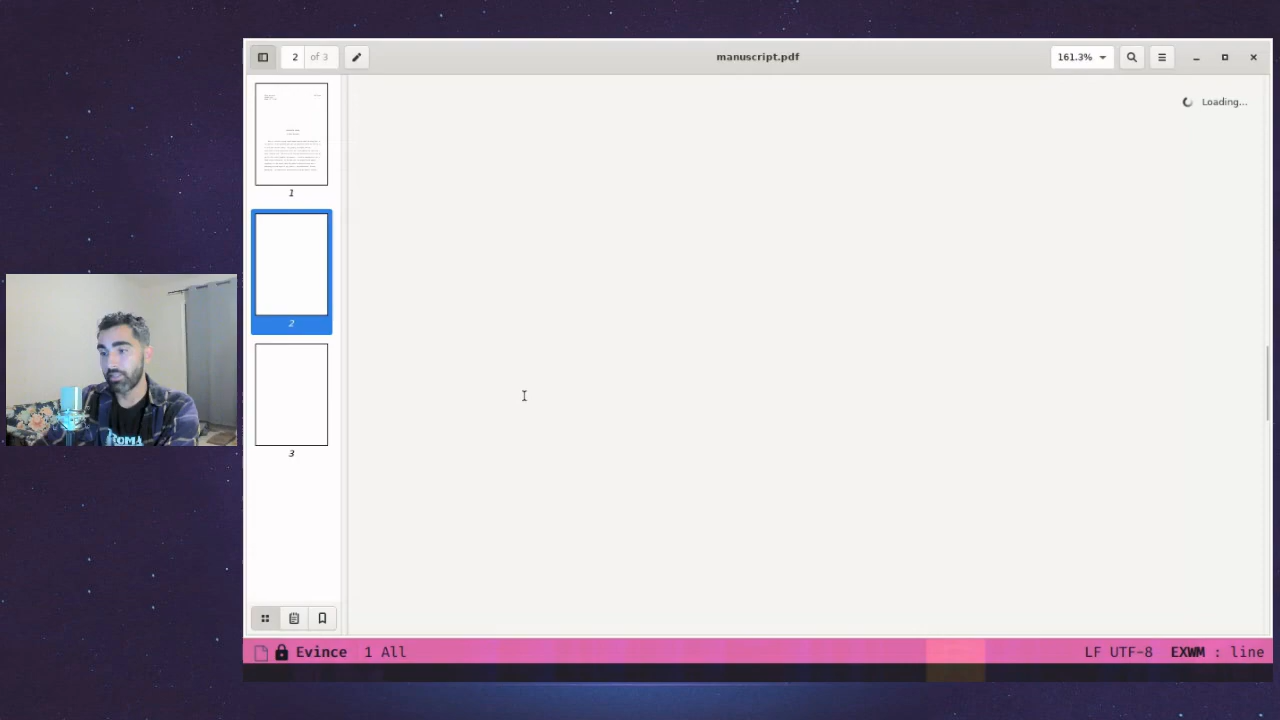 2 of 3
manuscript.pdf
161.3%
Loading...
1
2
3
OMA
Evince 1 All
LF UTF-8 EXWM : line